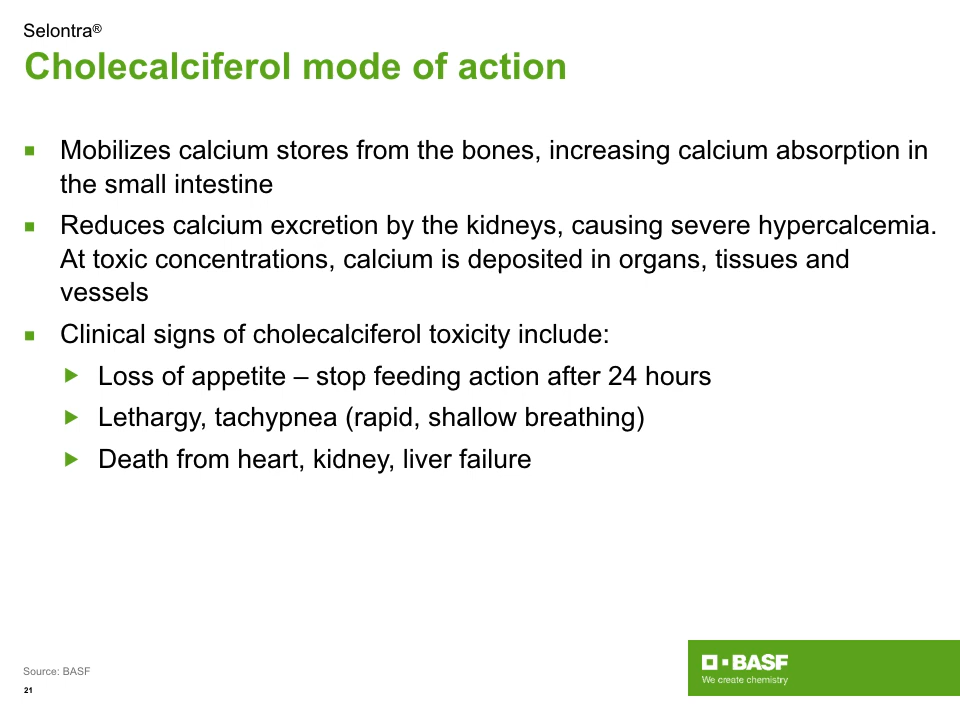 Selontra®
Cholecalciferol mode of action
Mobilizes calcium stores from the bones, increasing calcium absorption in
the small intestine
Reduces calcium excretion by the kidneys, causing severe hypercalcemia.
At toxic concentrations, calcium is deposited in organs, tissues and
vessels
Clinical signs of cholecalciferol toxicity include:
Loss of appetite – stop feeding action after 24 hours
Lethargy, tachypnea (rapid, shallow breathing)
Death from heart, kidney, liver failure
Source: BASF
21
BASF
We create chemistry